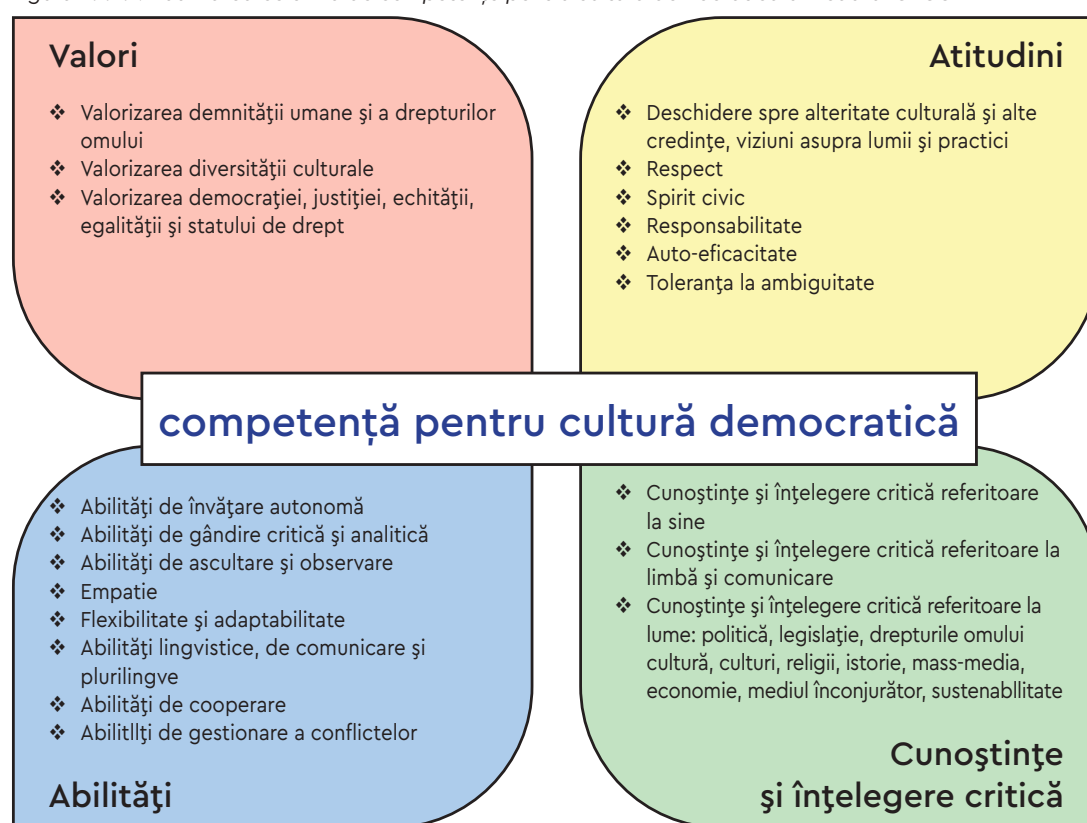 Valori
❖ Valorizarea demnităţii umane şi a drepturilor
omului
❖ Valorizarea diversităţii culturale
❖ Valorizarea democraţiei, justiţiei, echităţii,
egalităţii şi statului de drept
Atitudini
❖ Deschidere spre alteritate culturală şi alte
credinţe, viziuni asupra lumii şi practici
❖ Respect
❖ Spirit civic
❖ Responsabilitate
❖ Auto-eficacitate
❖ Toleranţa la ambiguitate
competență pentru cultură democratică
❖ Abilităţi de învăţare autonomă
❖ Abilităţi de gândire critică şi analitică
❖ Abilităţi de ascultare şi observare
❖ Empatie
❖ Flexibilitate şi adaptabilitate
❖ Abilităţi lingvistice, de comunicare şi
plurilingve
❖ Abilităţi de cooperare
❖ Abilitllţi de gestionare a conflictelor
Abilităţi
❖ Cunoştinţe şi înţelegere critică referitoare
la sine
❖ Cunoştinţe şi înţelegere critică referitoare la
limbă şi comunicare
❖ Cunoştinţe şi înţelegere critică referitoare la
lume: politică, legislaţie, drepturile omului
cultură, culturi, religii, istorie, mass-media,
economie, mediul înconjurător, sustenabllitate
Cunoştinţe
şi înţelegere critică